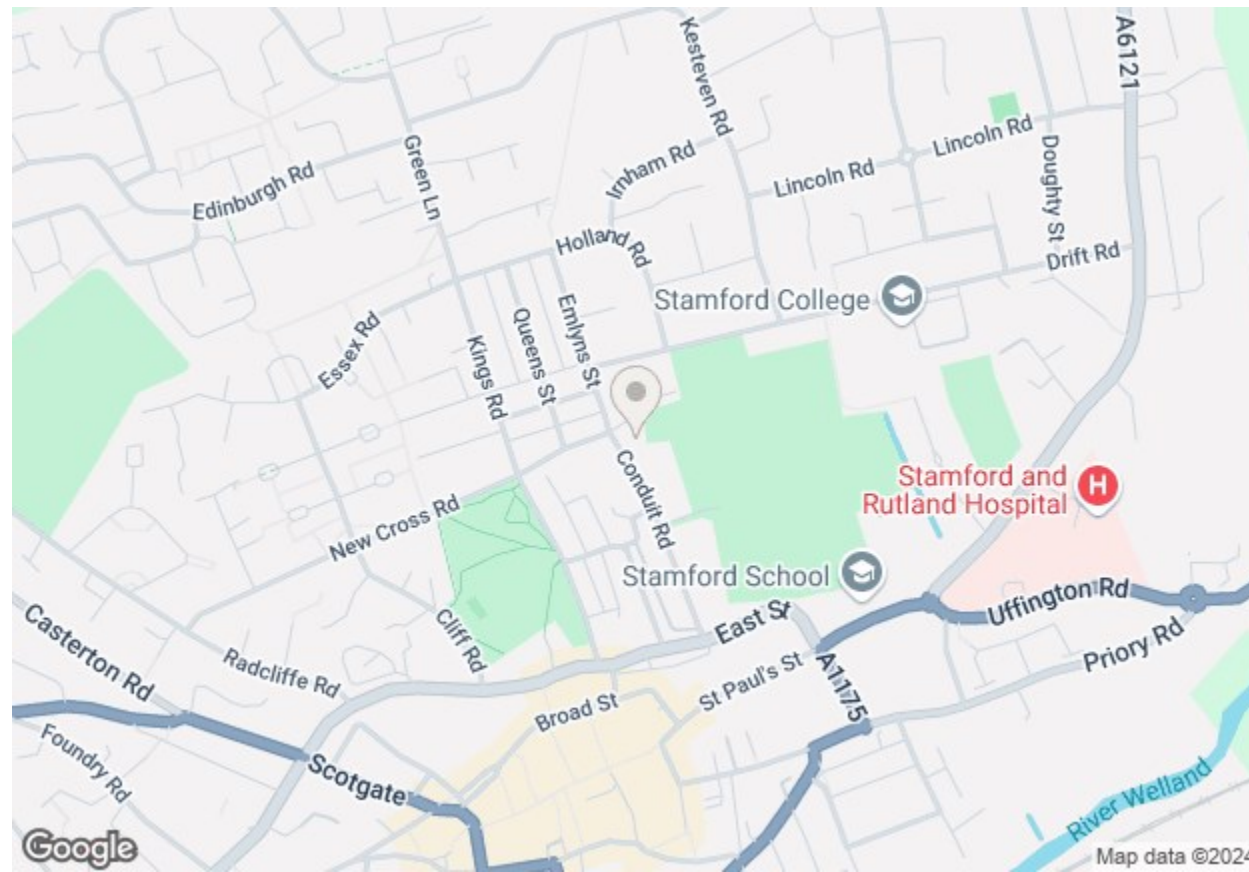 A6121
Kesteven Rd
Lincoln Rd
Irnham Rd
Lincoln Rd
Doughty St
Green Ln
Edinburgh Rd
Holland Rd
Drift Rd
Stamford College
Emlyns St
Queens St
Essex Rd
Kings Rd
Conduit Rd
Stamford and
Rutland Hospital
H
New Cross Rd
Stamford School
Uffington Rd
East St
Cliff Rd
Casterton Rd
Radcliffe Rd
Priory Rd
St Paul's St
A1175
Broad St
Foundry Rd
Scotgate
River Welland
Google
Map data ©2024